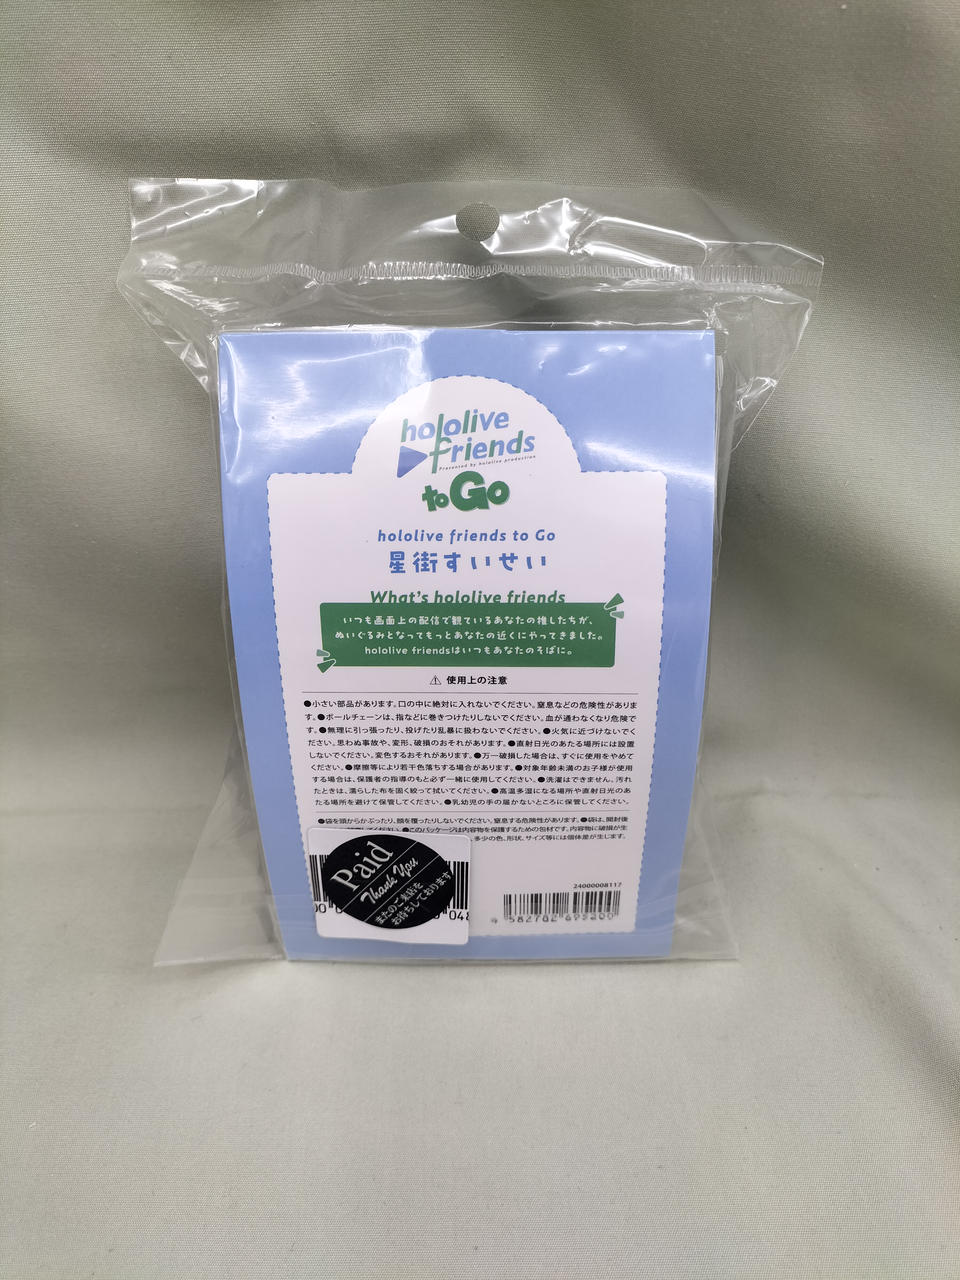 hololive
friends
Presented by hololive production
to Go
hololive friends to Go
星街すいせい
What's hololive friends
いつも画面上の配信で観ているあなたの推したちが、
ぬいぐるみとなってもっとあなたの近くにやってきました。
hololive friendsはいつもあなたのそばに。
⚠ 使用上の注意
●小さい部品があります。口の中に絶対に入れないでください。窒息などの危険性がありま
す。●ボールチェーンは、指などに巻きつけたりしないでください。血が通わなくなり危険で
す。●無理に引っ張ったり、投げたり乱暴に扱わないでください。●火気に近づけないでく
ださい。思わぬ事故や、変形、破損のおそれがあります。●直射日光のあたる場所には設置
しないでください。変色するおそれがあります。●万一破損した場合は、すぐに使用をやめて
ください。●摩擦等により若干色落ちする場合があります。●対象年齢未満のお子様が使用
する場合は、保護者の指導のもと必ず一緒に使用してください。●洗濯はできません。汚れ
たときは、濡らした布を固く絞って拭いてください。●高温多湿になる場所や直射日光のあ
たる場所を避けて保管してください。●乳幼児の手の届かないところに保管してください。
●袋を頭からかぶったり、顔を覆ったりしないでください。窒息する危険性があります。●袋は、開封後
てください。●このパッケージは内容物を保護するための包材です。内容物に破損が生
多少の色、形状、サイズ等には個体差が生じます。
Paid
Thank You
またのご来店を
お待ちしております
048
24000008117
4 582782 695200